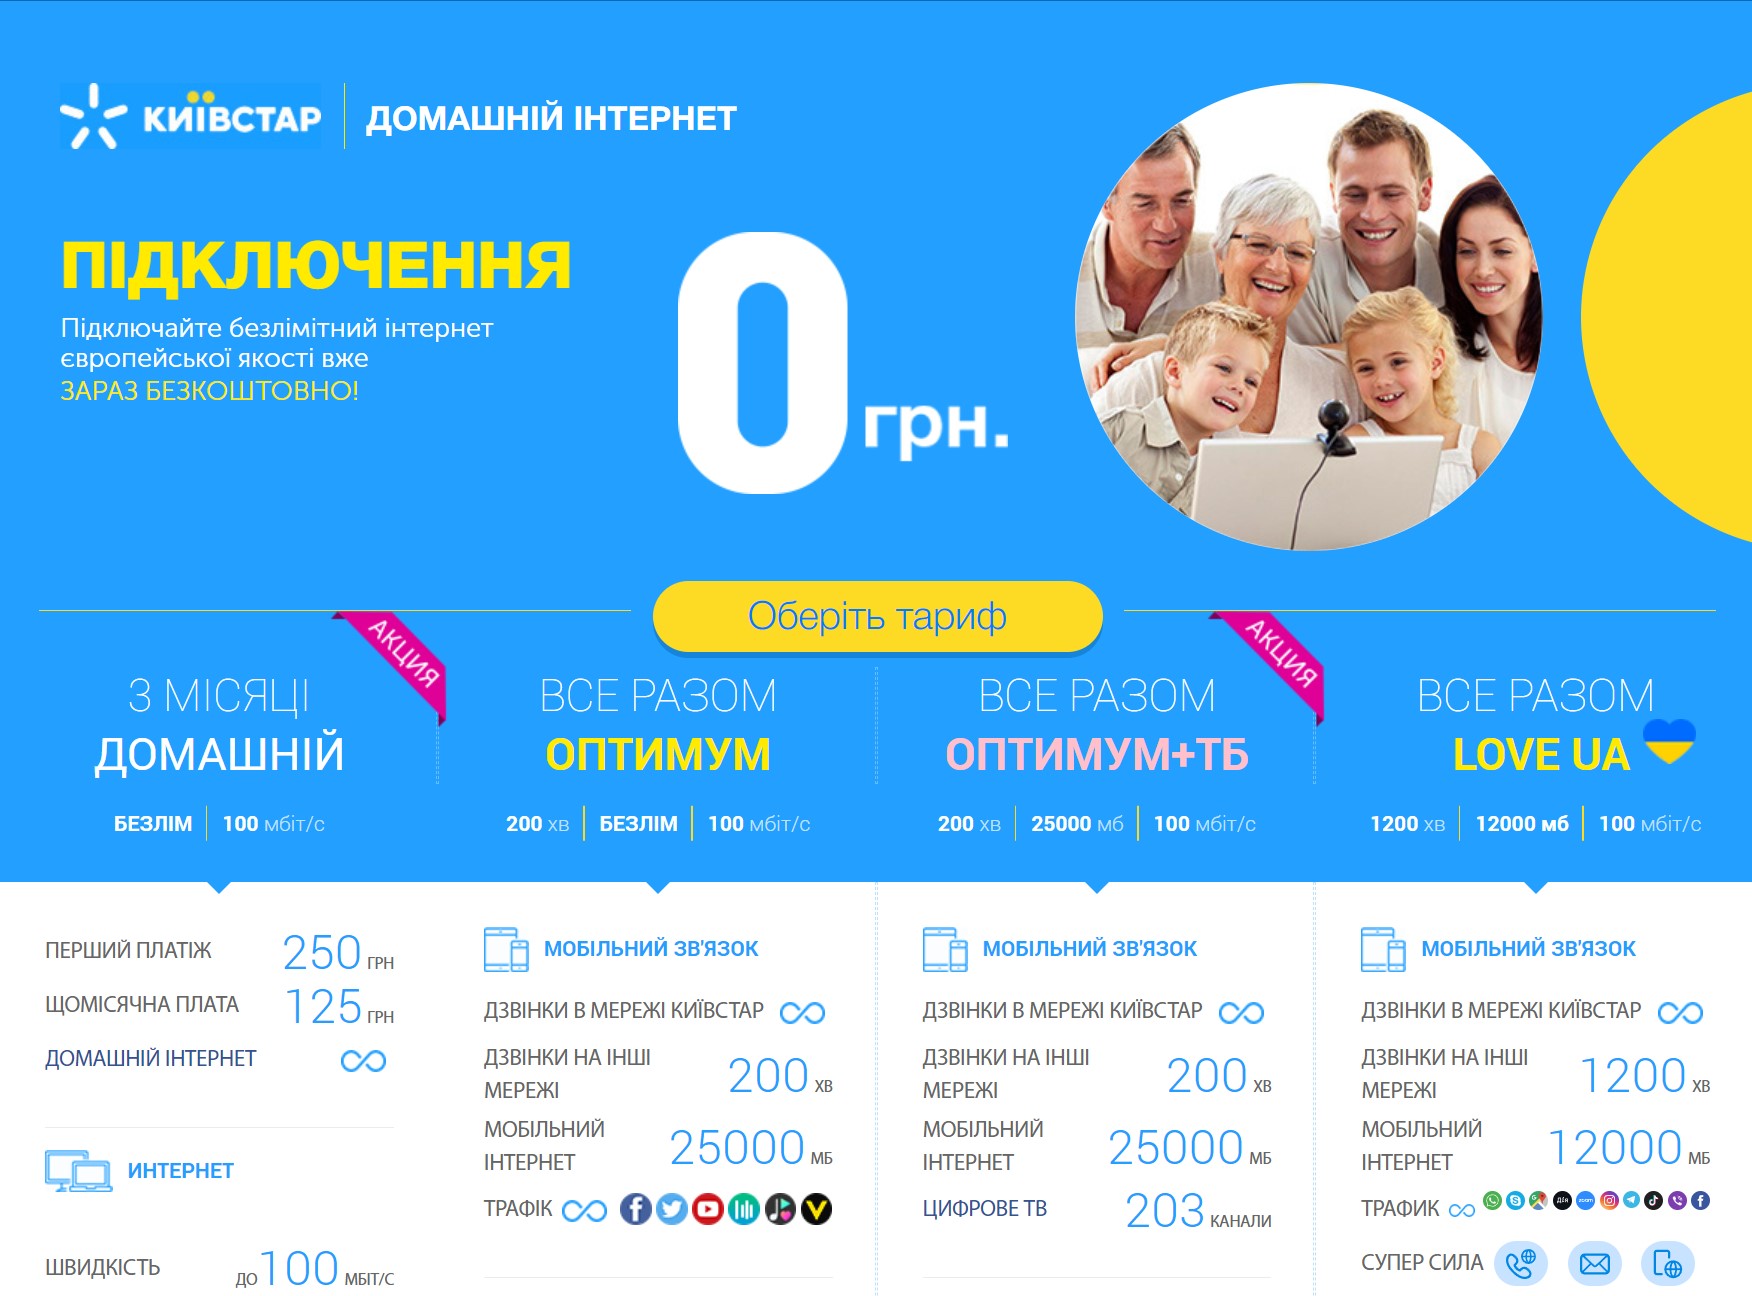 КИЇВСТАР
ДОМАШНІЙ ІНТЕРНЕТ
ПІДКЛЮЧЕННЯ
Підключайте безлімітний інтернет
європейської якості вже
ЗАРАЗ БЕЗКОШТОВНО!
0 грн.
Оберіть тариф
АКЦИЯ
3 МІСЯЦІ
ДОМАШНІЙ
БЕЗЛІМ 100 мбіт/с
ВСЕ РАЗОМ
ОПТИМУМ
200 хв БЕЗЛІМ 100 мбіт/с
АКЦИЯ
ВСЕ РАЗОМ
ОПТИМУМ+ТБ
200 хв 25000 мб 100 мбіт/с
ВСЕ РАЗОМ
LOVE UA
1200 хв 12000 мб 100 мбіт/с
ПЕРШИЙ ПЛАТІЖ 250 ГРН
ЩОМІСЯЧНА ПЛАТА 125 ГРН
ДОМАШНІЙ ІНТЕРНЕТ
ИНТЕРНЕТ
ШВИДКІСТЬ ДО 100 МБІТ/С
МОБІЛЬНИЙ ЗВ'ЯЗОК
ДЗВІНКИ В МЕРЕЖІ КИЇВСТАР
ДЗВІНКИ НА ІНШІ
МЕРЕЖІ 200 ХВ
МОБІЛЬНИЙ
ІНТЕРНЕТ 25000 МБ
ТРАФІК
МОБІЛЬНИЙ ЗВ'ЯЗОК
ДЗВІНКИ В МЕРЕЖІ КИЇВСТАР
ДЗВІНКИ НА ІНШІ
МЕРЕЖІ 200 ХВ
МОБІЛЬНИЙ
ІНТЕРНЕТ 25000 МБ
ЦИФРОВЕ ТВ 203 КАНАЛИ
МОБІЛЬНИЙ ЗВ'ЯЗОК
ДЗВІНКИ В МЕРЕЖІ КИЇВСТАР
ДЗВІНКИ НА ІНШІ
МЕРЕЖІ 1200 ХВ
МОБІЛЬНИЙ
ІНТЕРНЕТ 12000 МБ
ТРАФИК Дія zoom
СУПЕР СИЛА